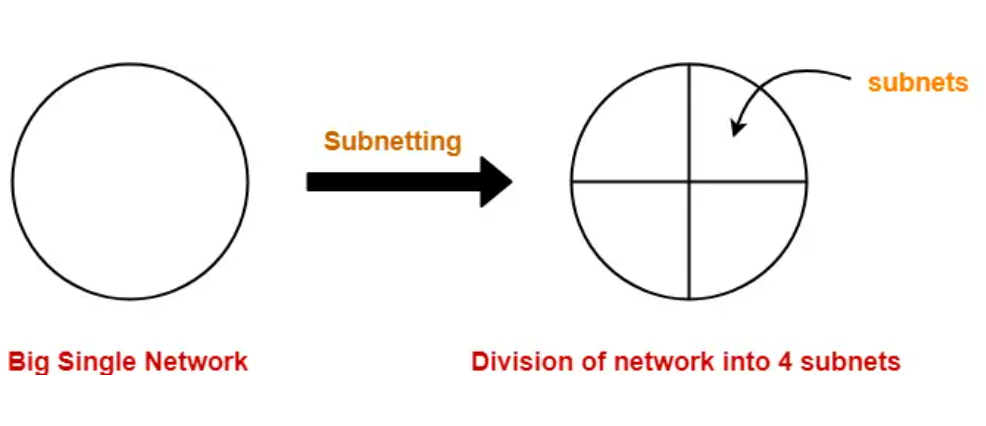 subnets
Subnetting
Big Single Network
Division of network into 4 subnets